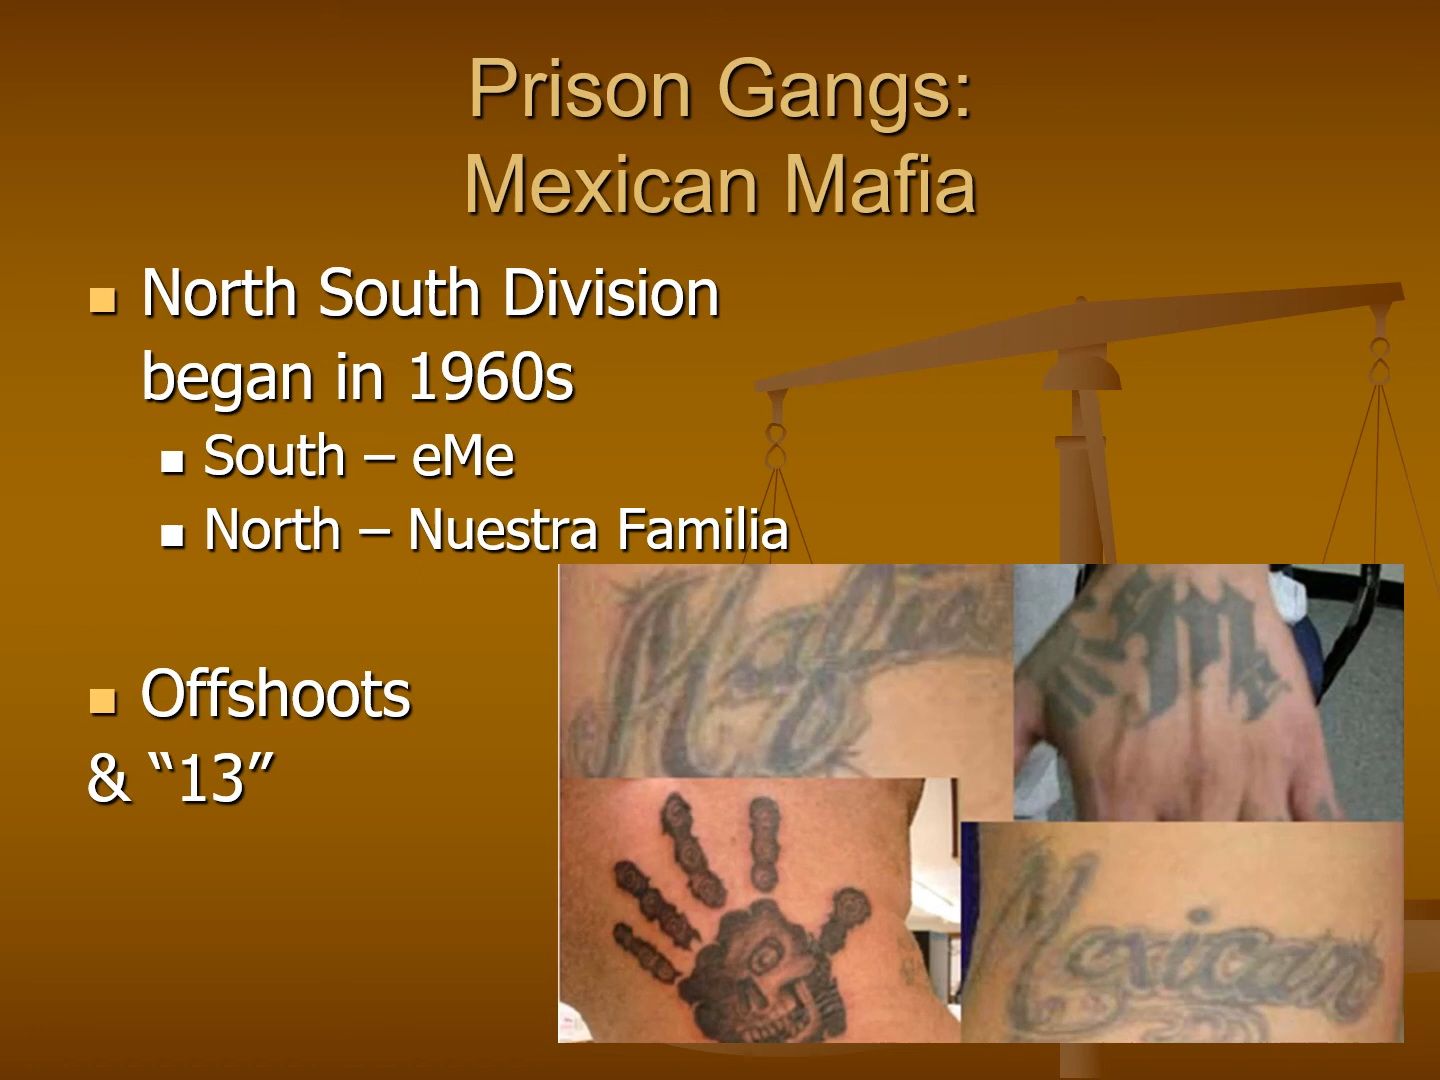 Prison Gangs:
Mexican Mafia
North South Division
began in 1960s
South – eMe
North – Nuestra Familia
Offshoots
& “13”
Mafia
M
Mexican